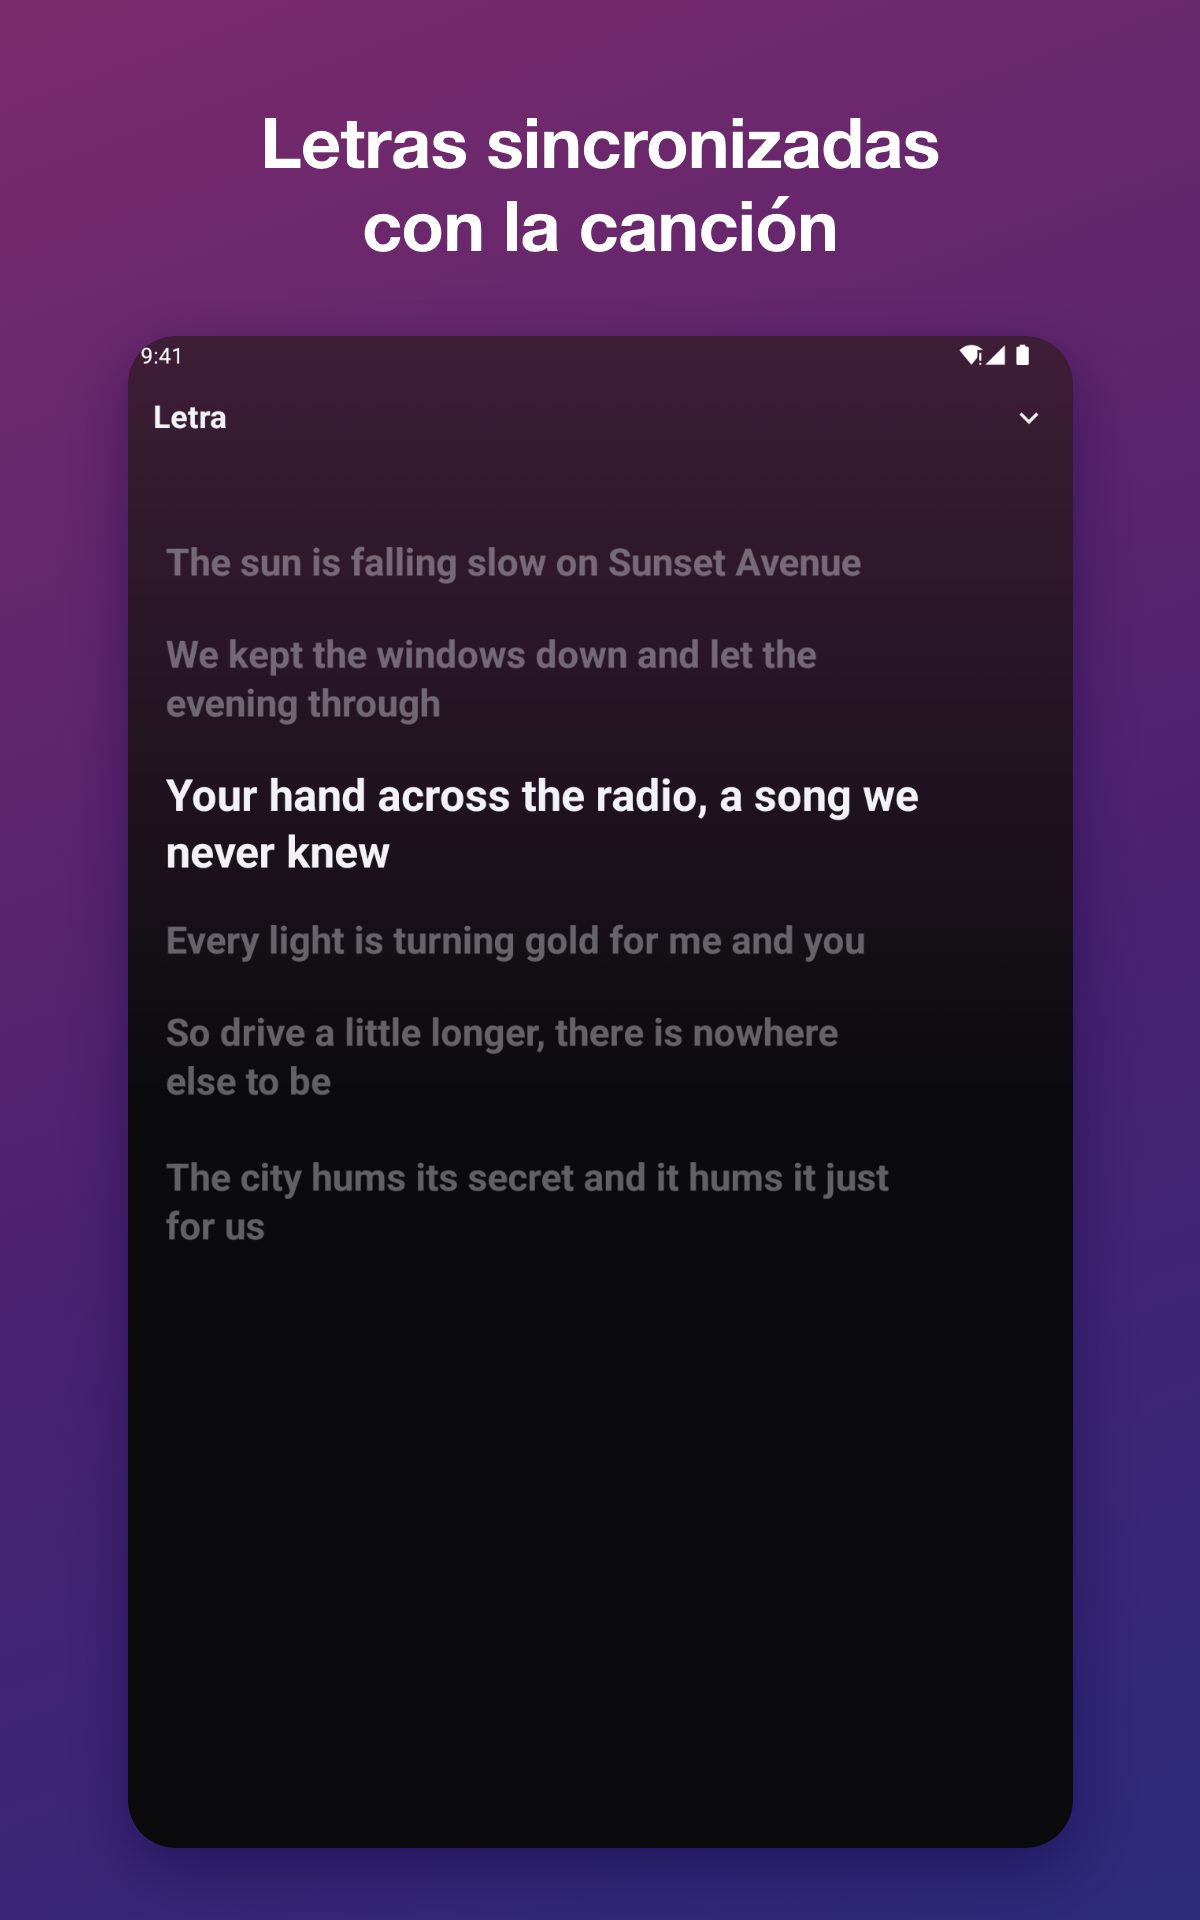 Letras sincronizadas
con la canción
9:41
Letra
The sun is falling slow on Sunset Avenue
We kept the windows down and let the
evening through
Your hand across the radio, a song we
never knew
Every light is turning gold for me and you
So drive a little longer, there is nowhere
else to be
The city hums its secret and it hums it just
for us